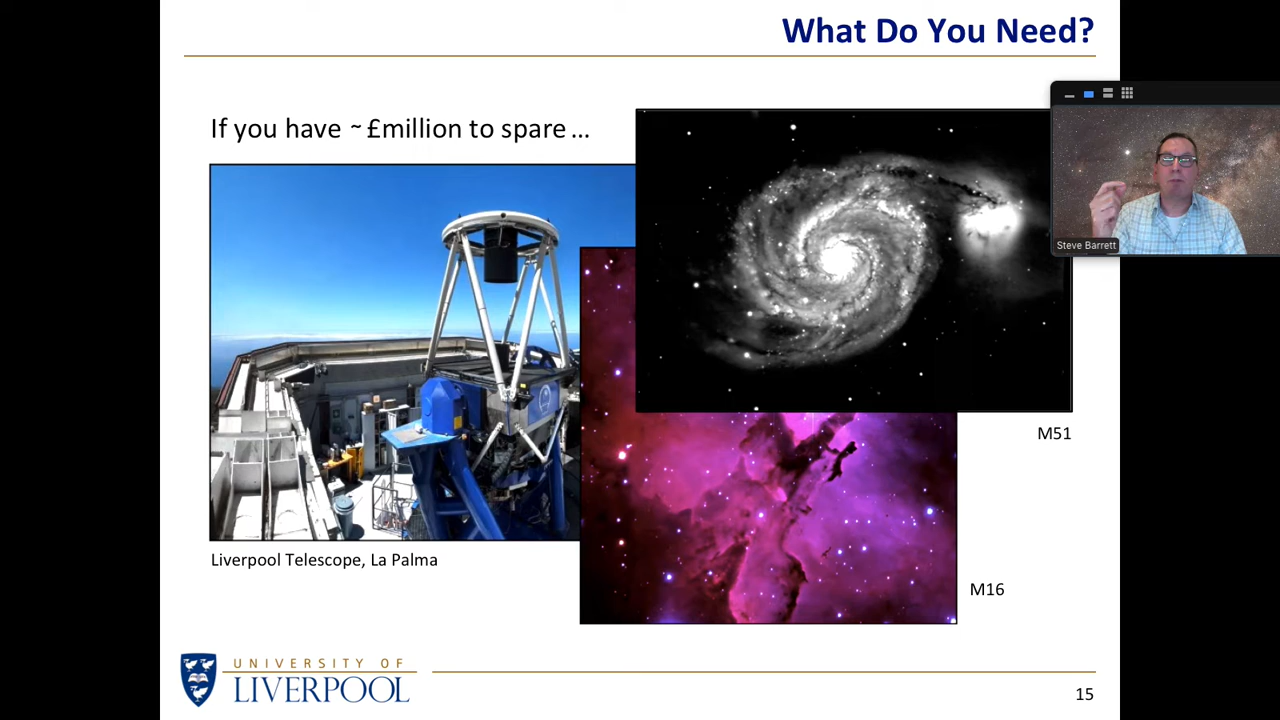 What Do You Need?
If you have ~£million to spare...
Steve Barrett
M51
Liverpool Telescope, La Palma
M16
UNIVERSITY OF
LIVERPOOL
15